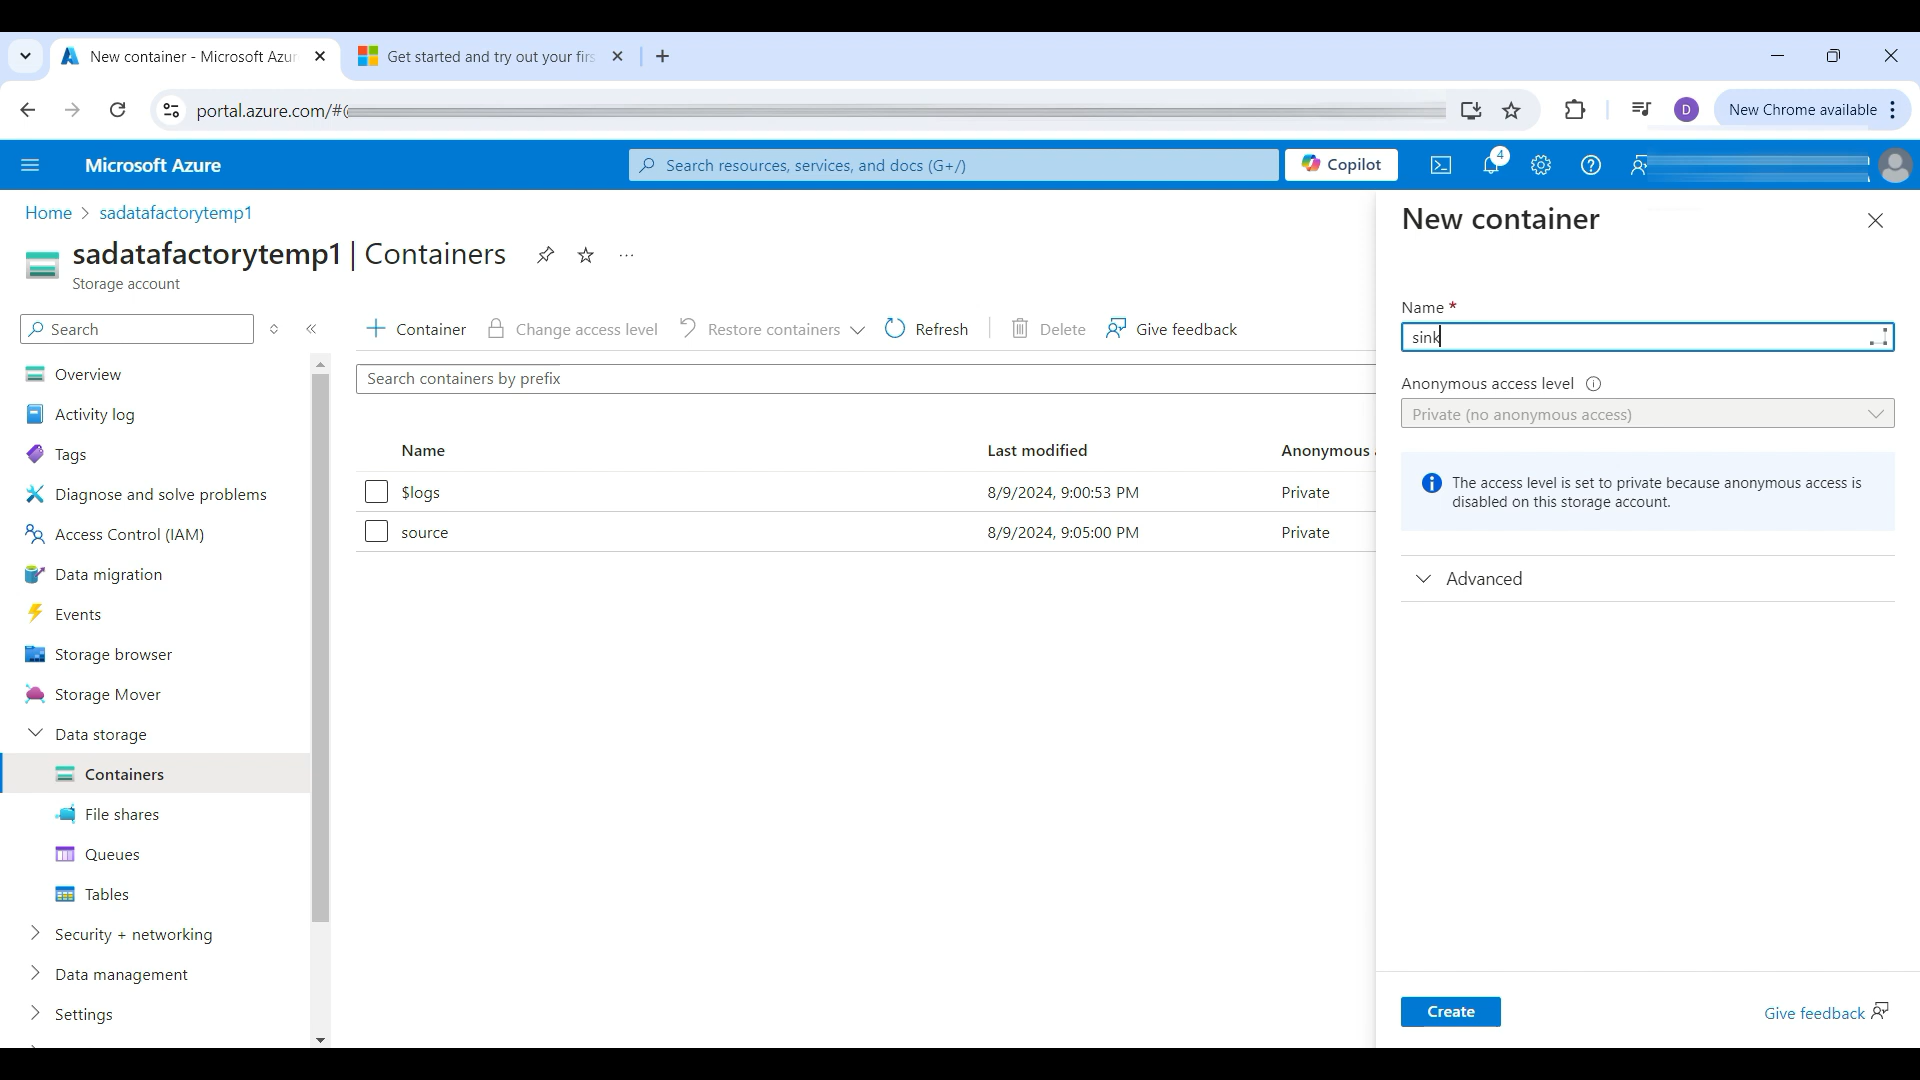 New container - Microsoft Azur
Get started and try out your firs
portal.azure.com/#
D
New Chrome available
Microsoft Azure
Search resources, services, and docs (G+/)
Copilot
4
Home > sadatafactorytemp1
sadatafactorytemp1 | Containers
...
Storage account
Search
Container
Change access level
Restore containers
Refresh
Delete
Give feedback
Search containers by prefix
Overview
Activity log
Tags
Diagnose and solve problems
Access Control (IAM)
Data migration
Events
Storage browser
Storage Mover
Data storage
Containers
File shares
Queues
Tables
Security + networking
Data management
Settings
Name
Last modified
Anonymous
$logs
8/9/2024, 9:00:53 PM
Private
source
8/9/2024, 9:05:00 PM
Private
New container
Name *
sink
Anonymous access level
Private (no anonymous access)
The access level is set to private because anonymous access is
disabled on this storage account.
Advanced
Create
Give feedback